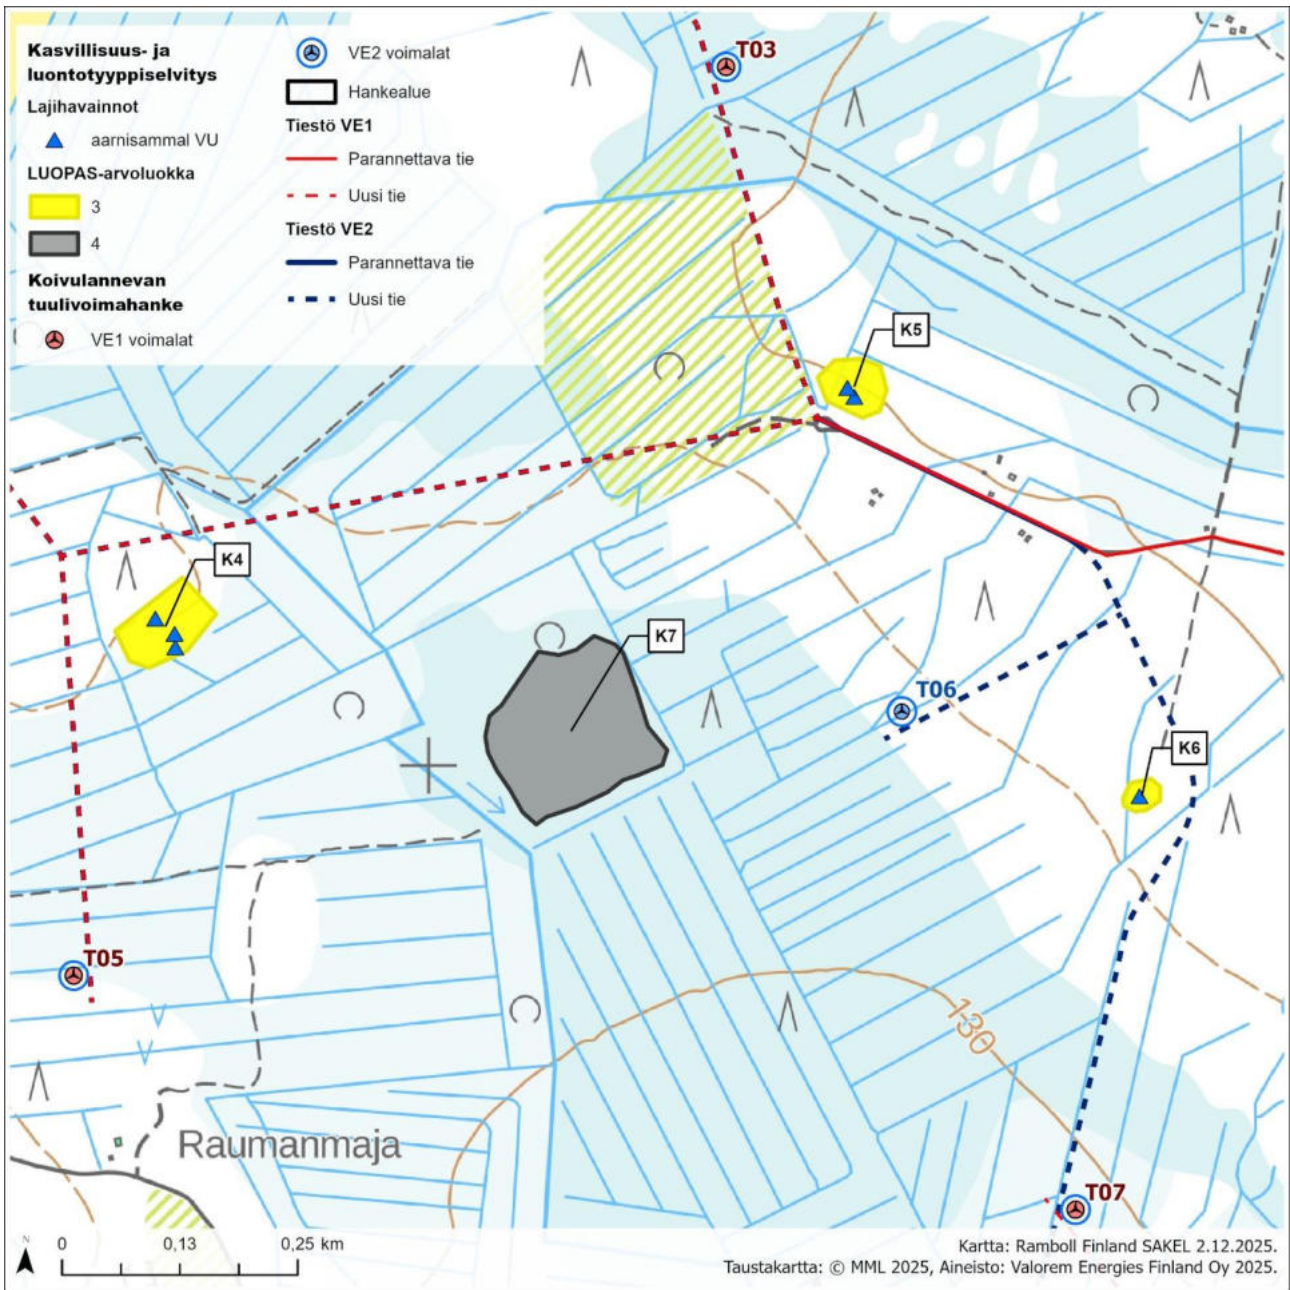 Kasvillisuus- ja
luontotyyppiselvitys
Lajihavainnot
aarnisammal VU
LUOPAS-arvoluokka
3
4
Koivulannevan
tuulivoimahanke
VE1 voimalat
VE2 voimalat
Hankealue
Tiestö VE1
Parannettava tie
Uusi tie
Tiestö VE2
Parannettava tie
Uusi tie
T03
K5
K4
K7
T06
K6
T05
130
Raumanmaja
T07
N
0 0,13 0,25 km
Kartta: Ramboll Finland SAKEL 2.12.2025.
Taustakartta: © MML 2025, Aineisto: Valorem Energies Finland Oy 2025.